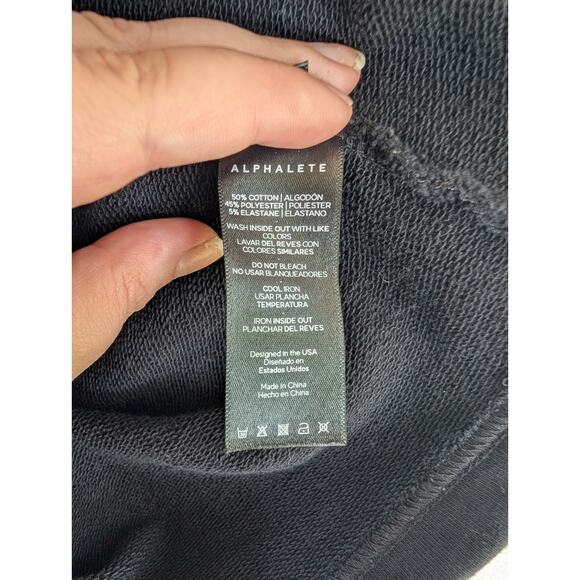 ALPHALETE
50% COTTON | ALGODÓN
45% POLYESTER | POLIESTER
5% ELASTANE | ELASTANO
WASH INSIDE OUT WITH LIKE
COLORS
LAVAR DEL REVES CON
COLORES SIMILARES
DO NOT BLEACH
NO USAR BLANQUEADORES
COOL IRON
USAR PLANCHA
TEMPERATURA
IRON INSIDE OUT
PLANCHAR DEL REVES
Designed in the USA
Diseñado en
Estados Unidos
Made in China
Hecho en China